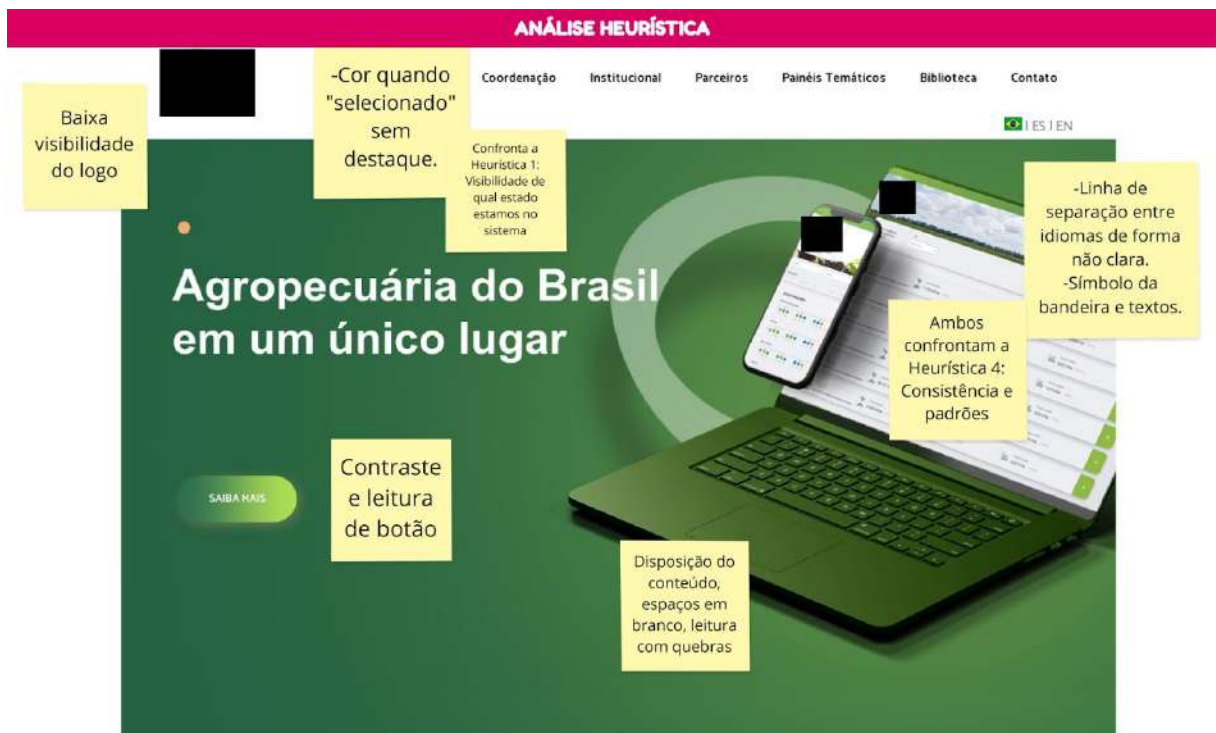 ANÁLISE HEURÍSTICA
Baixa
visibilidade
do logo
-Cor quando
"selecionado"
sem
destaque.
Coordenação Institucional Parceiros Painéis Temáticos Biblioteca Contato
| ES | EN
Confronta a
Heurística 1:
Visibilidade de
qual estado
estamos no
sistema
-Linha de
separação entre
idiomas de forma
não clara.
-Símbolo da
bandeira e textos.
Agropecuária do Brasil
em um único lugar
Ambos
confrontam a
Heurística 4:
Consistência e
padrões
SAIBA MAIS
Contraste
e leitura
de botão
Disposição do
conteúdo,
espaços em
branco, leitura
com quebras